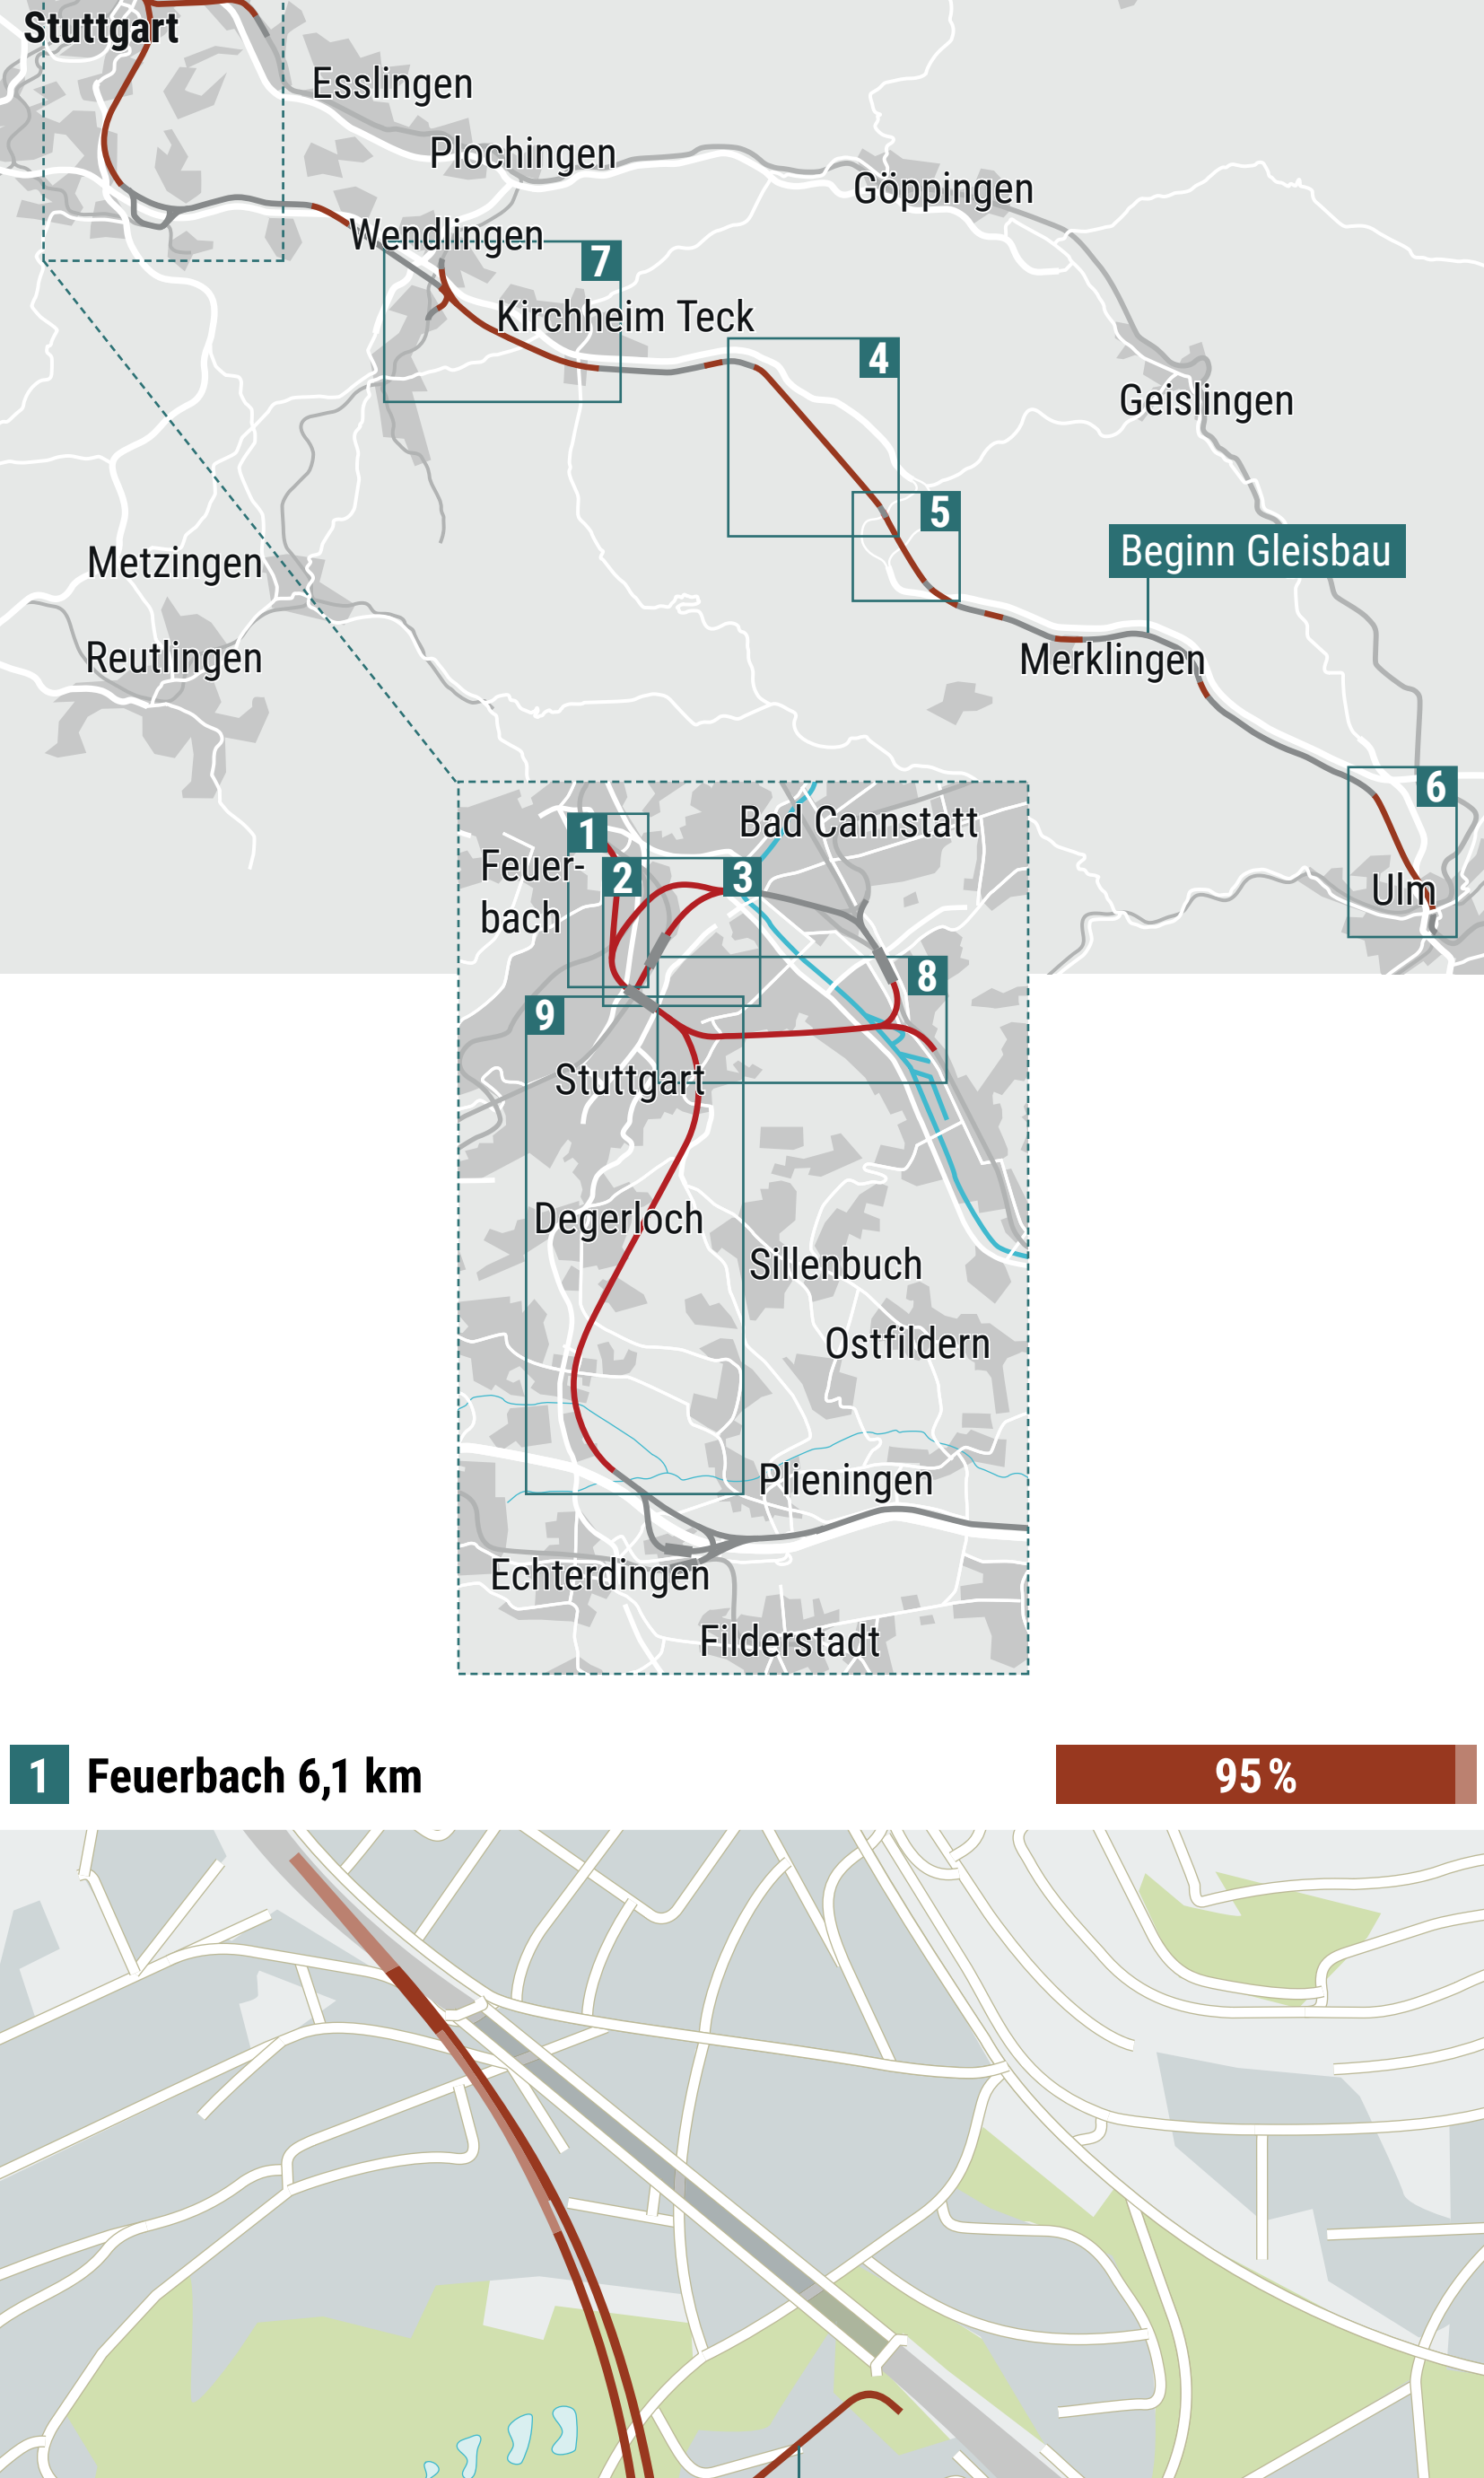 Stuttgart
Esslingen
Plochingen
Göppingen
Wendlingen
7
Kirchheim Teck
4
Geislingen
5
Beginn Gleisbau
Metzingen
Reutlingen
Merklingen
6
Ulm
1
Bad Cannstatt
Feuer-
bach
2
3
8
9
Stuttgart
Degerloch
Sillenbuch
Ostfildern
Plieningen
Echterdingen
Filderstadt
1 Feuerbach 6,1 km
95 %